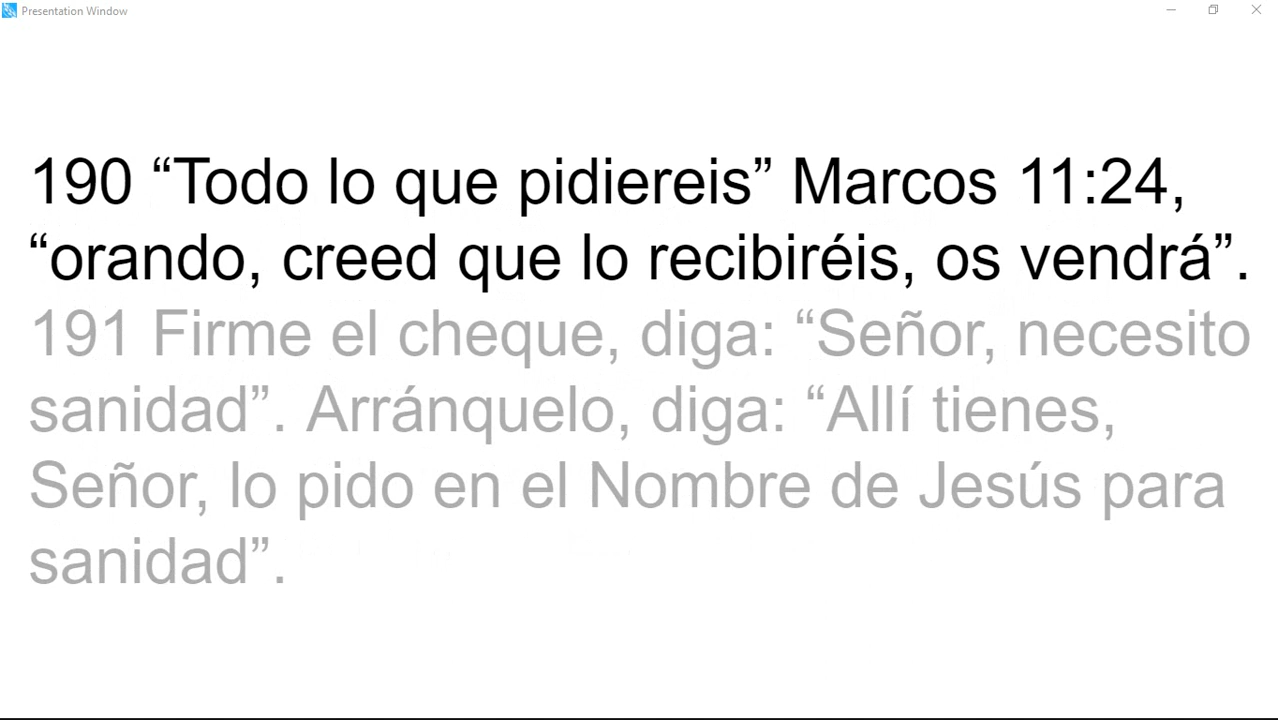 Presentation Window
190 “Todo lo que pidiereis” Marcos 11:24,
“orando, creed que lo recibiréis, os vendrá”.
191 Firme el cheque, diga: “Señor, necesito
sanidad”. Arránquelo, diga: “Allí tienes,
Señor, lo pido en el Nombre de Jesús para
sanidad”.